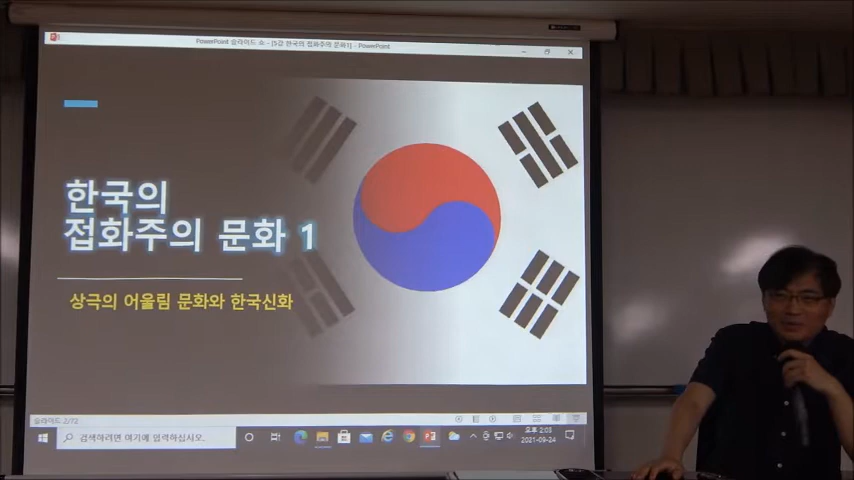 PowerPoint 슬라이드 쇼 - [5강 한국의 접화주의 문화1] - PowerPoint
한국의
접화주의 문화 1
상극의 어울림 문화와 한국신화
슬라이드 2/72
검색하려면 여기에 입력하십시오.
오후 2:05
2021-09-24